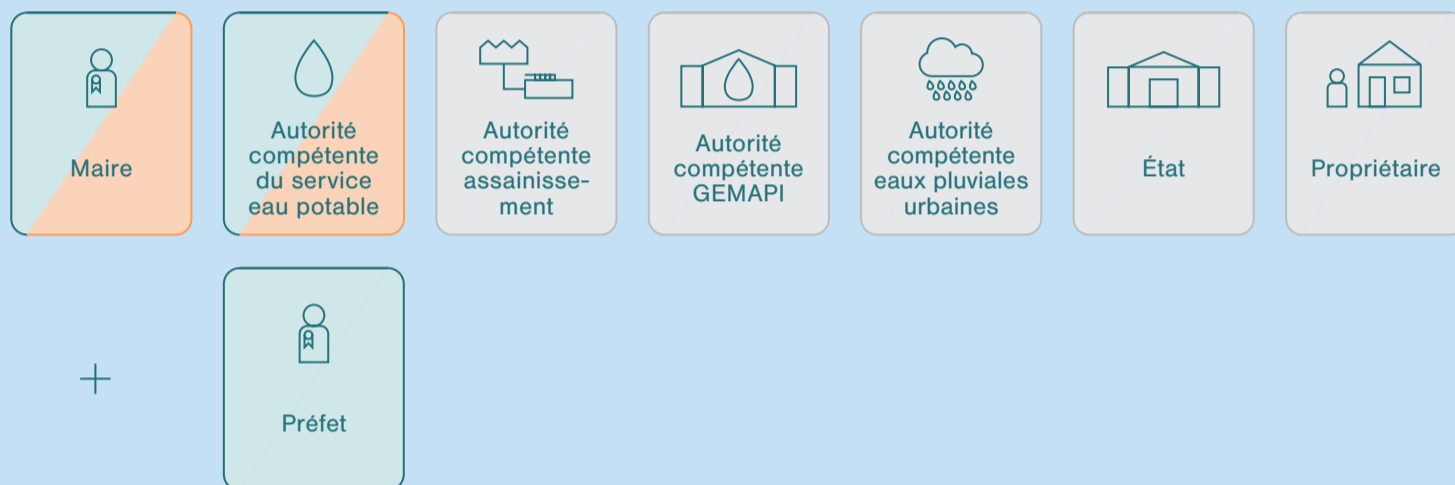 Maire
Autorité
compétente
du service
eau potable
Autorité
compétente
assainisse-
ment
Autorité
compétente
GEMAPI
Autorité
compétente
eaux pluviales
urbaines
État
Propriétaire
+
Préfet